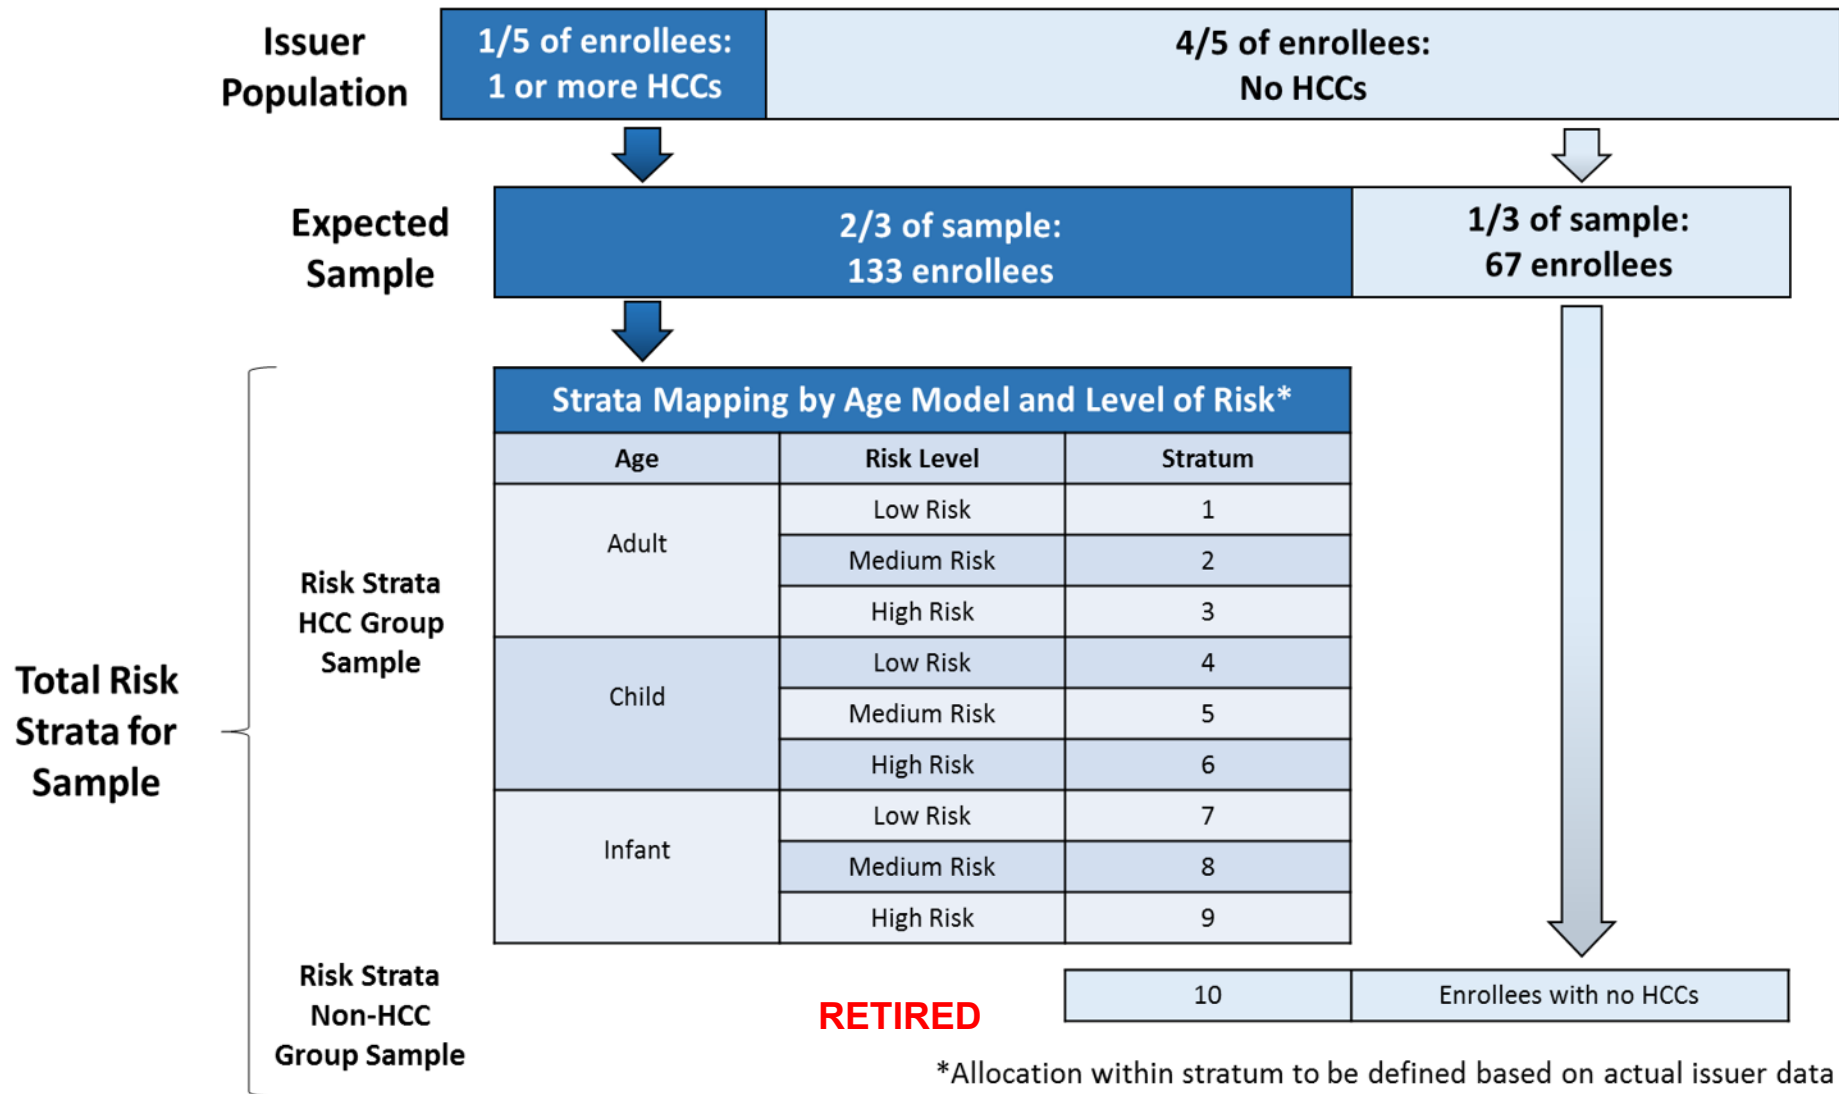 Issuer
Population
1/5 of enrollees:
1 or more HCCs
4/5 of enrollees:
No HCCs
Expected
Sample
2/3 of sample:
133 enrollees
1/3 of sample:
67 enrollees
Total Risk
Strata for
Sample
Risk Strata
HCC Group
Sample
Strata Mapping by Age Model and Level of Risk*
Age Risk Level Stratum
Adult
Low Risk 1
Medium Risk 2
High Risk 3
Child
Low Risk 4
Medium Risk 5
High Risk 6
Infant
Low Risk 7
Medium Risk 8
High Risk 9
Risk Strata
Non-HCC
Group Sample
RETIRED
10 Enrollees with no HCCs
*Allocation within stratum to be defined based on actual issuer data